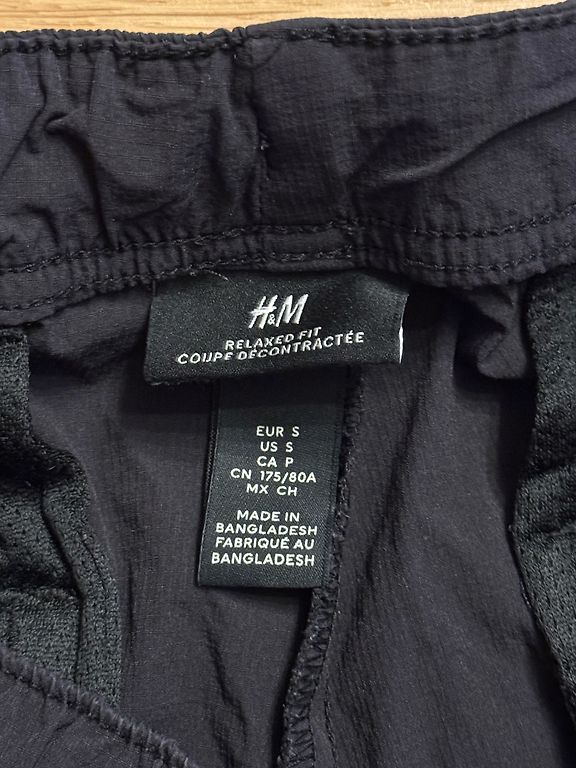 H&M
RELAXED FIT
COUPE DÉCONTRACTÉE
EUR S
US S
CA P
CN 175/80A
MX CH
MADE IN
BANGLADESH
FABRIQUÉ AU
BANGLADESH